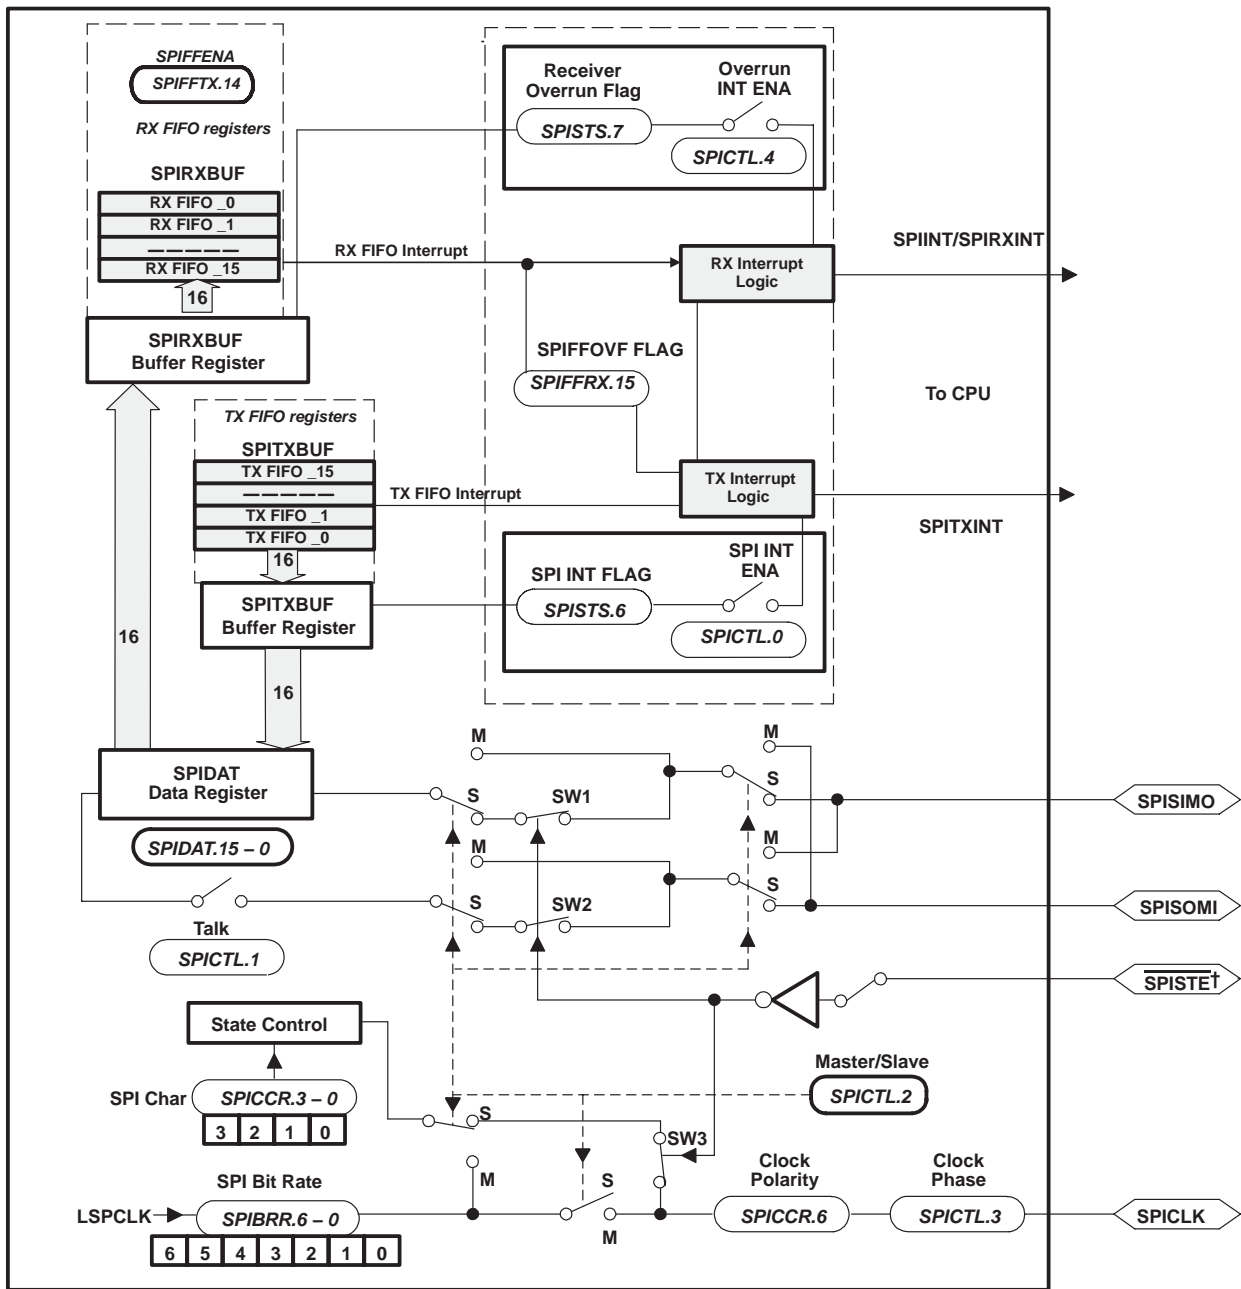 SPIFFENA
SPIFFTX.14
RX FIFO registers
SPIRXBUF
RX FIFO _0
RX FIFO _1
— — — — —
RX FIFO _15
16
SPIRXBUF
Buffer Register
Receiver
Overrun Flag
SPISTS.7
Overrun
INT ENA
SPICTL.4
RX FIFO Interrupt
RX Interrupt
Logic
SPIINT/SPIRXINT
SPIFFOVF FLAG
SPIFFRX.15
To CPU
TX FIFO registers
SPITXBUF
TX FIFO _15
— — — — —
TX FIFO _1
TX FIFO _0
16
TX FIFO Interrupt
TX Interrupt
Logic
SPITXINT
SPITXBUF
Buffer Register
SPI INT FLAG
SPISTS.6
SPI INT
ENA
SPICTL.0
16
16
SPIDAT
Data Register
SPIDAT.15 – 0
M
S
SW1
M
S
SPISIMO
M
S
SW2
M
S
SPISOMI
Talk
SPICTL.1
SPISTE†
State Control
SPI Char
SPICCR.3 – 0
3 2 1 0
Master/Slave
SPICTL.2
S
M
SW3
S
M
SPI Bit Rate
LSPCLK
SPIBRR.6 – 0
6 5 4 3 2 1 0
Clock
Polarity
SPICCR.6
Clock
Phase
SPICTL.3
SPICLK